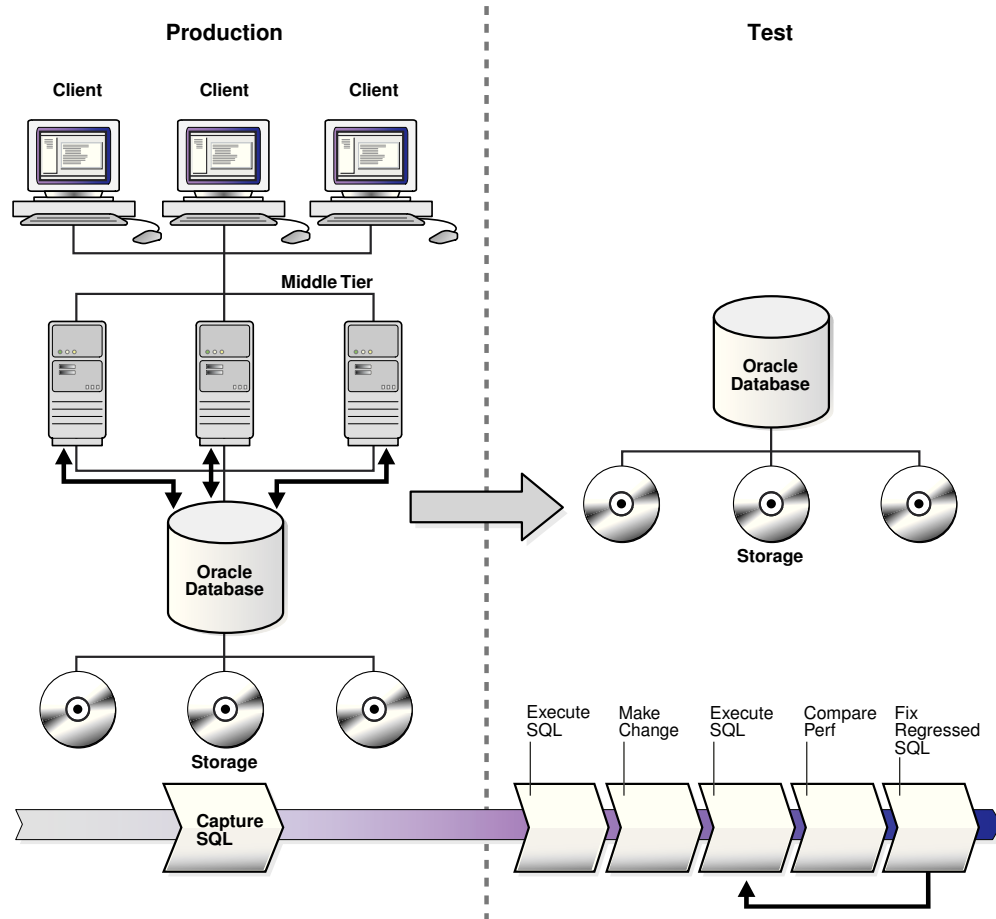 Production
Test
Client
Client
Client
Middle Tier
Oracle
Database
Storage
Oracle
Database
Storage
Capture
SQL
Execute
SQL
Make
Change
Execute
SQL
Compare
Perf
Fix
Regressed
SQL